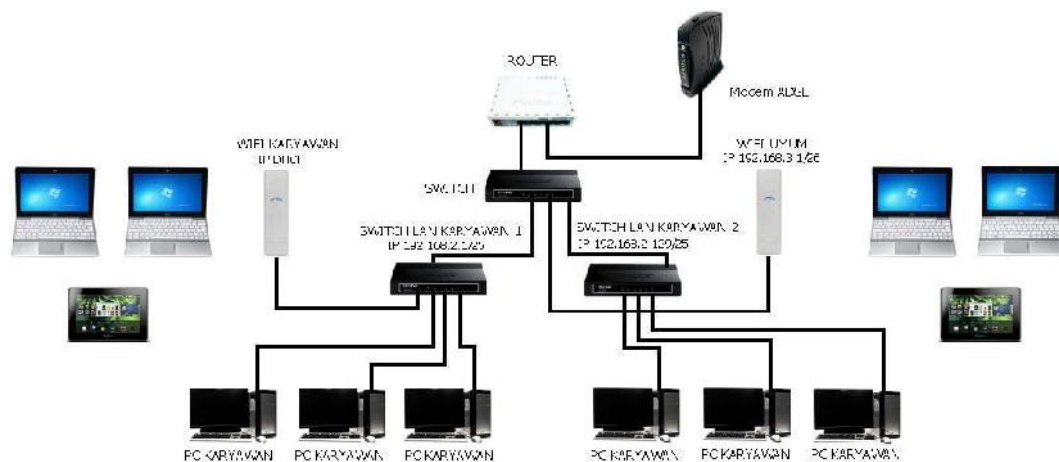 ROUTER
Modem ADSL
WIFI KARYAWAN
IP DHCP
WIFI UMUM
IP 192.168.3.1/26
SWITCH
SWITCH LAN KARYAWAN 1
IP 192.168.2.1/25
SWITCH LAN KARYAWAN 2
IP 192.168.2.129/25
PC KARYAWAN
PC KARYAWAN
PC KARYAWAN
PC KARYAWAN
PC KARYAWAN
PC KARYAWAN